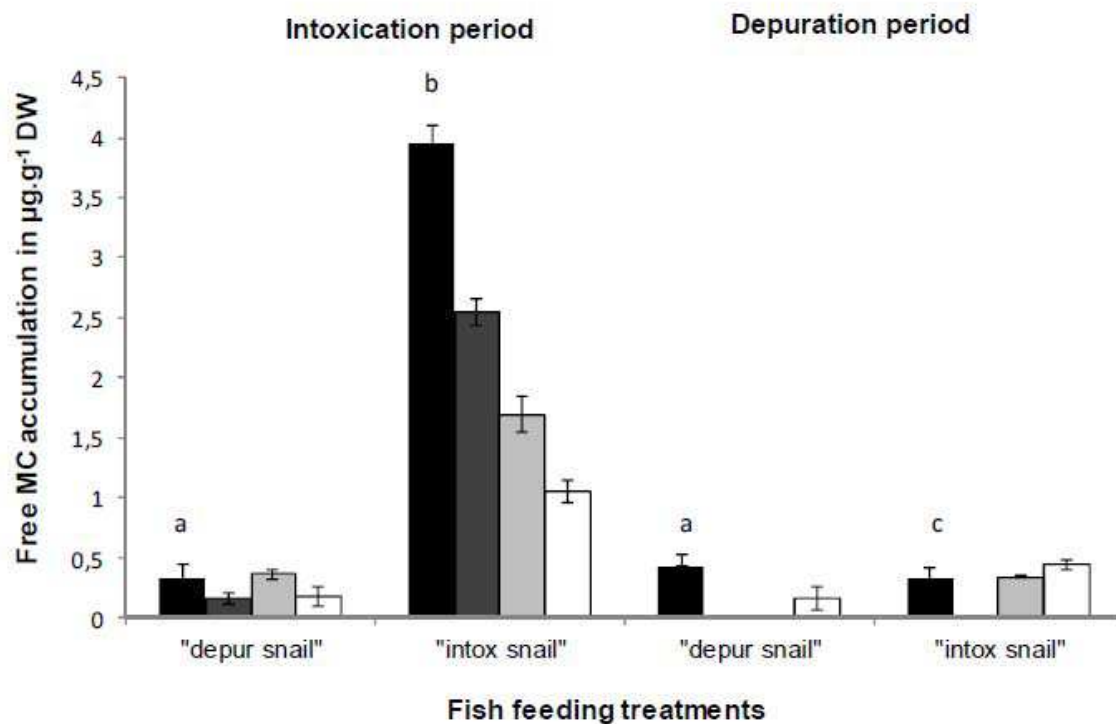 Intoxication period
Depuration period
Free MC accumulation in µg.g⁻¹ DW
4,5
4
3,5
3
2,5
2
1,5
1
0,5
0
a
b
a
c
"depur snail"
"intox snail"
"depur snail"
"intox snail"
Fish feeding treatments